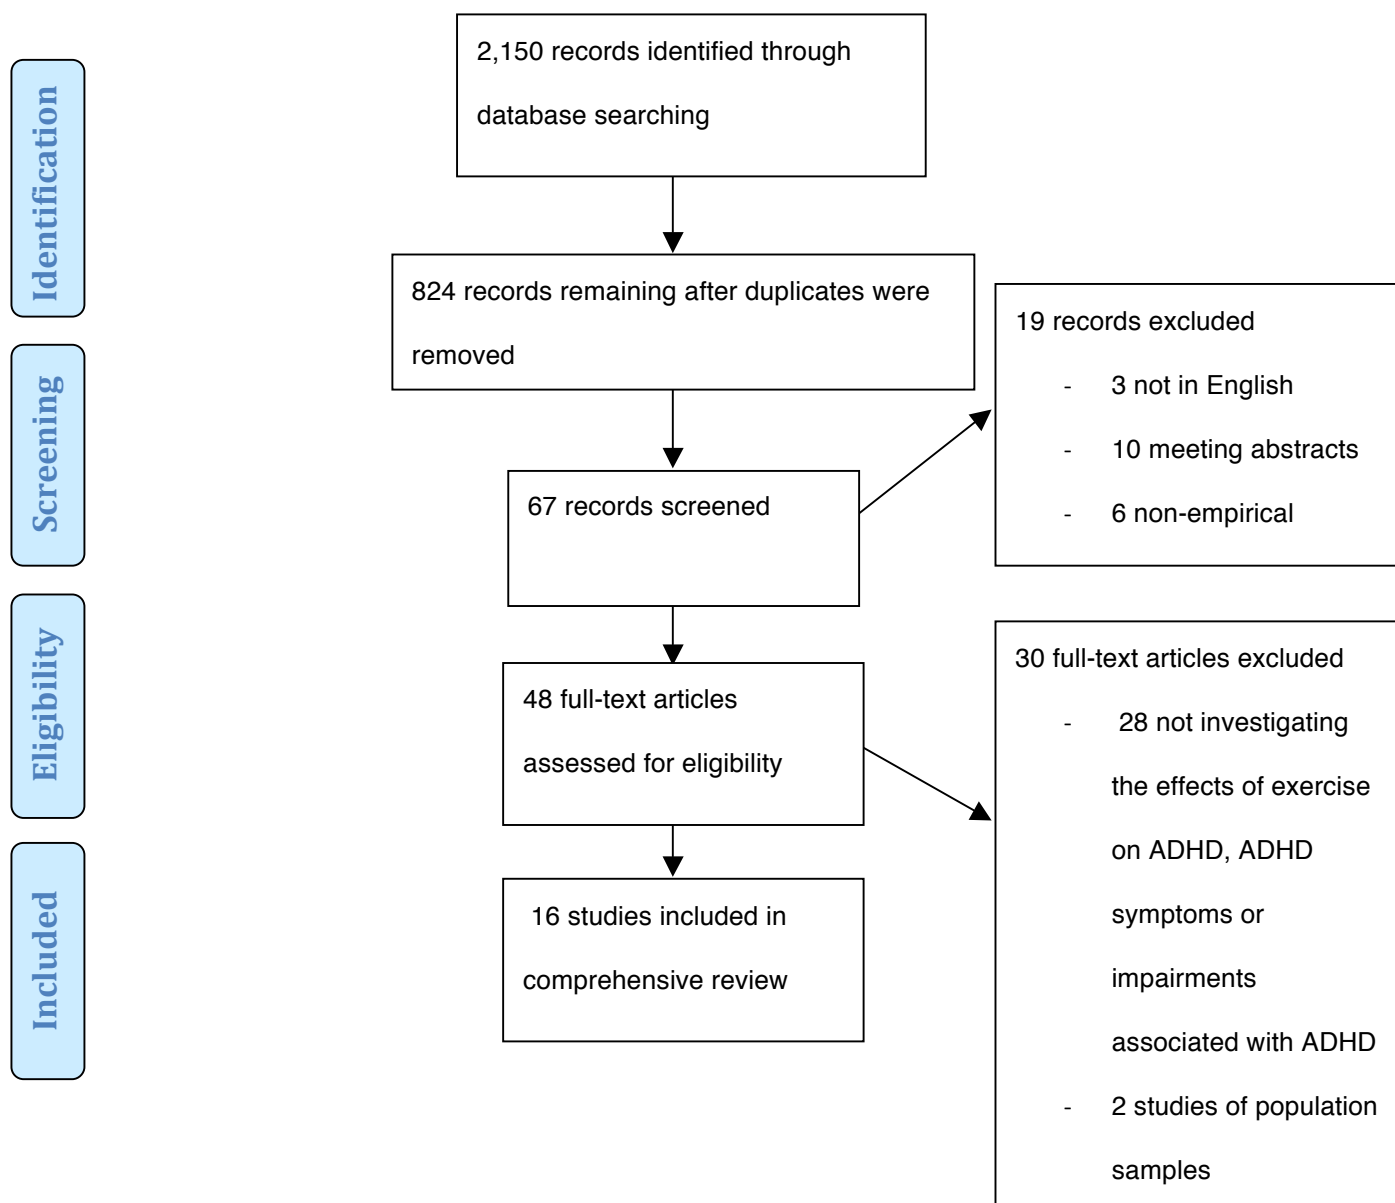 2,150 records identified through
database searching
Identification
824 records remaining after duplicates were
removed
19 records excluded
- 3 not in English
- 10 meeting abstracts
- 6 non-empirical
Screening
67 records screened
Eligibility
48 full-text articles
assessed for eligibility
30 full-text articles excluded
- 28 not investigating
the effects of exercise
on ADHD, ADHD
symptoms or
impairments
associated with ADHD
- 2 studies of population
samples
Included
16 studies included in
comprehensive review